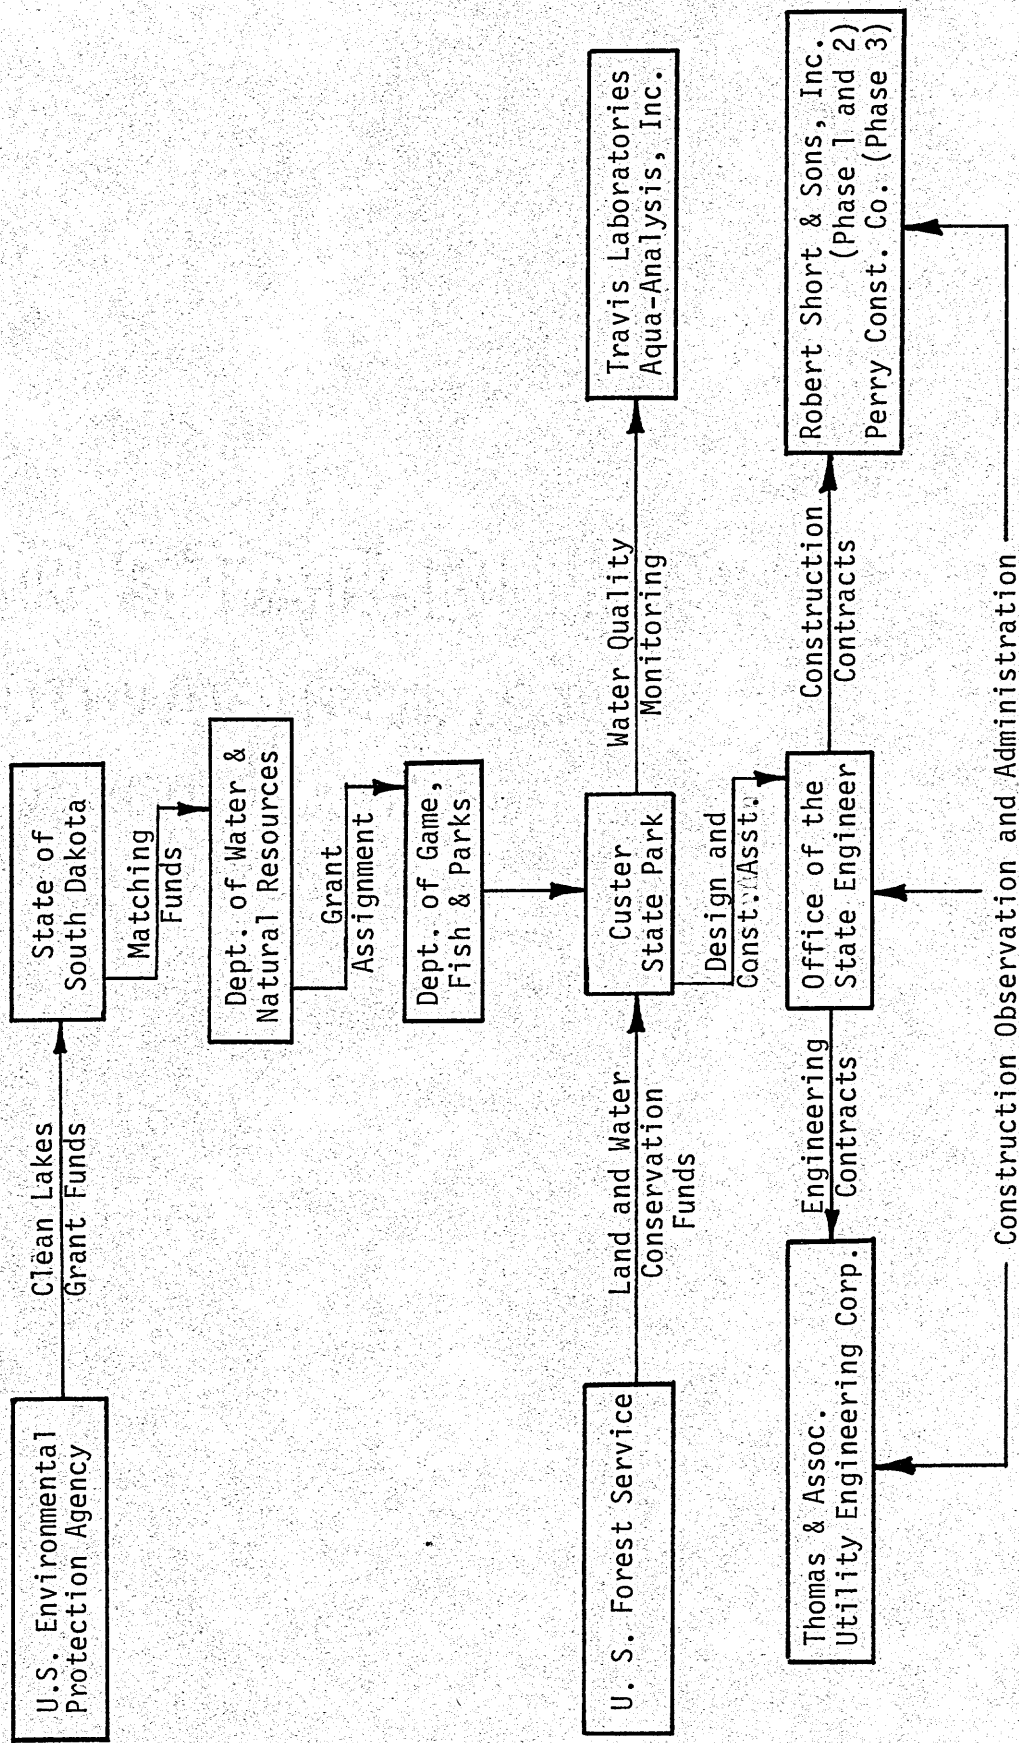 U.S. Environmental
Protection Agency
Clean Lakes
Grant Funds
State of
South Dakota
Matching
Funds
Dept. of Water &
Natural Resources
Grant
Assignment
Dept. of Game,
Fish & Parks
U. S. Forest Service
Land and Water
Conservation
Funds
Custer
State Park
Water Quality
Monitoring
Travis Laboratories
Aqua-Analysis, Inc.
Design and
Const. Asst.
Thomas & Assoc.
Utility Engineering Corp.
Engineering
Contracts
Office of the
State Engineer
Construction
Contracts
Robert Short & Sons, Inc.
(Phase 1 and 2)
Perry Const. Co. (Phase 3)
Construction Observation and Administration